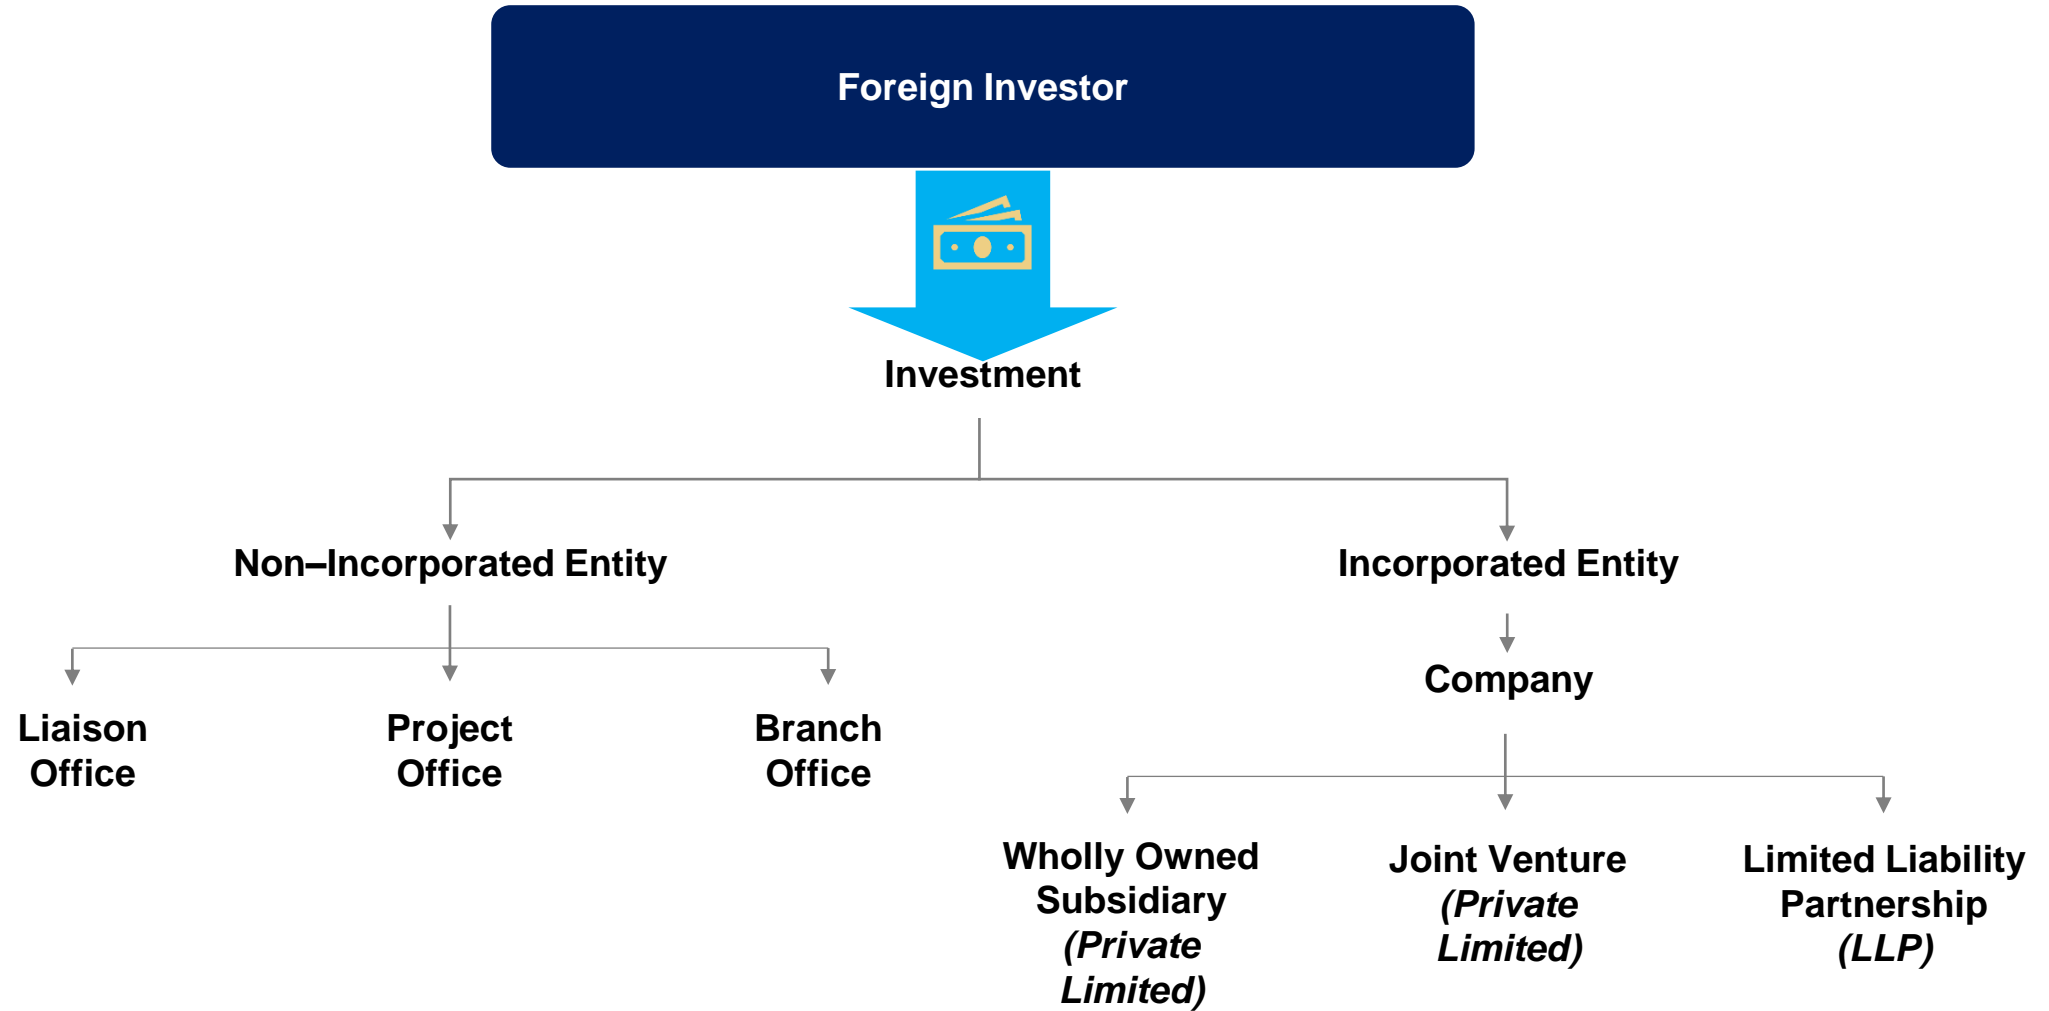 Foreign Investor
Investment
Non–Incorporated Entity
Incorporated Entity
Company
Liaison
Office
Project
Office
Branch
Office
Wholly Owned
Subsidiary
(Private
Limited)
Joint Venture
(Private
Limited)
Limited Liability
Partnership
(LLP)